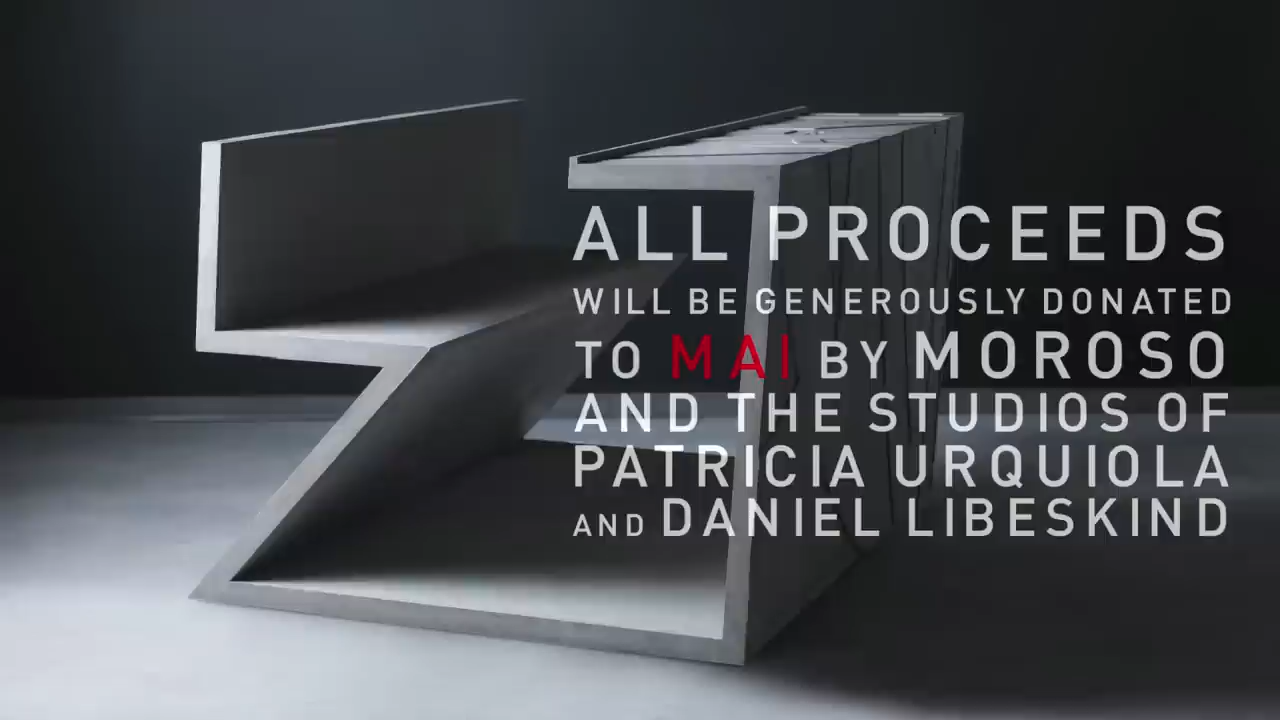 ALL PROCEEDS
WILL BE GENEROUSLY DONATED
TO MAI BY MOROSO
AND THE STUDIOS OF
PATRICIA URQUIOLA
AND DANIEL LIBESKIND